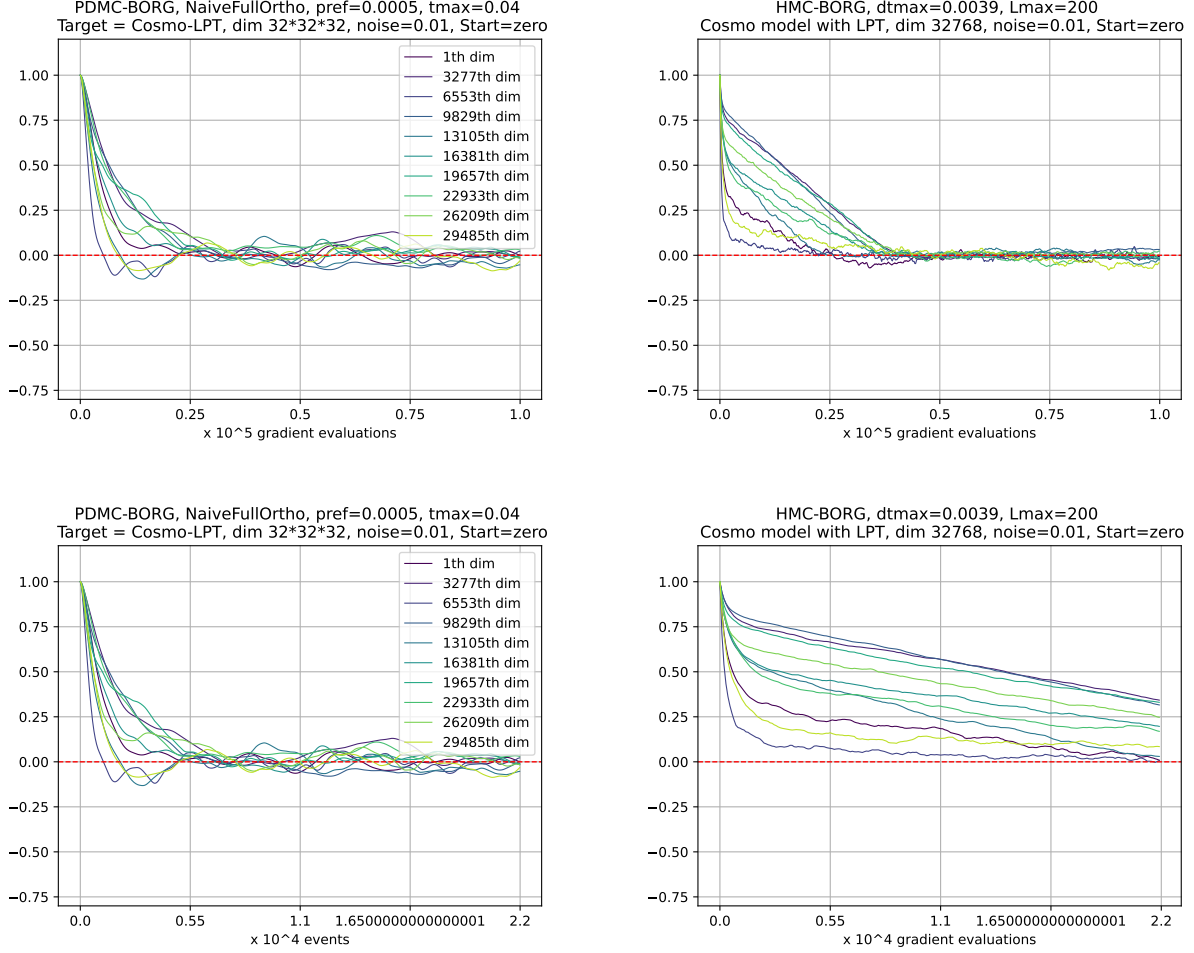 PDMC-BORG, NaiveFullOrtho, pref=0.0005, tmax=0.04
Target = Cosmo-LPT, dim 32*32*32, noise=0.01, Start=zero
1.00
0.75
0.50
0.25
0.00
−0.25
−0.50
−0.75
1th dim
3277th dim
6553th dim
9829th dim
13105th dim
16381th dim
19657th dim
22933th dim
26209th dim
29485th dim
0.0
0.25
0.5
0.75
1.0
x 10^5 gradient evaluations
HMC-BORG, dtmax=0.0039, Lmax=200
Cosmo model with LPT, dim 32768, noise=0.01, Start=zero
1.00
0.75
0.50
0.25
0.00
−0.25
−0.50
−0.75
0.0
0.25
0.5
0.75
1.0
x 10^5 gradient evaluations
PDMC-BORG, NaiveFullOrtho, pref=0.0005, tmax=0.04
Target = Cosmo-LPT, dim 32*32*32, noise=0.01, Start=zero
1.00
0.75
0.50
0.25
0.00
−0.25
−0.50
−0.75
1th dim
3277th dim
6553th dim
9829th dim
13105th dim
16381th dim
19657th dim
22933th dim
26209th dim
29485th dim
0.0
0.55
1.1
1.6500000000000001
2.2
x 10^4 events
HMC-BORG, dtmax=0.0039, Lmax=200
Cosmo model with LPT, dim 32768, noise=0.01, Start=zero
1.00
0.75
0.50
0.25
0.00
−0.25
−0.50
−0.75
0.0
0.55
1.1
1.6500000000000001
2.2
x 10^4 gradient evaluations